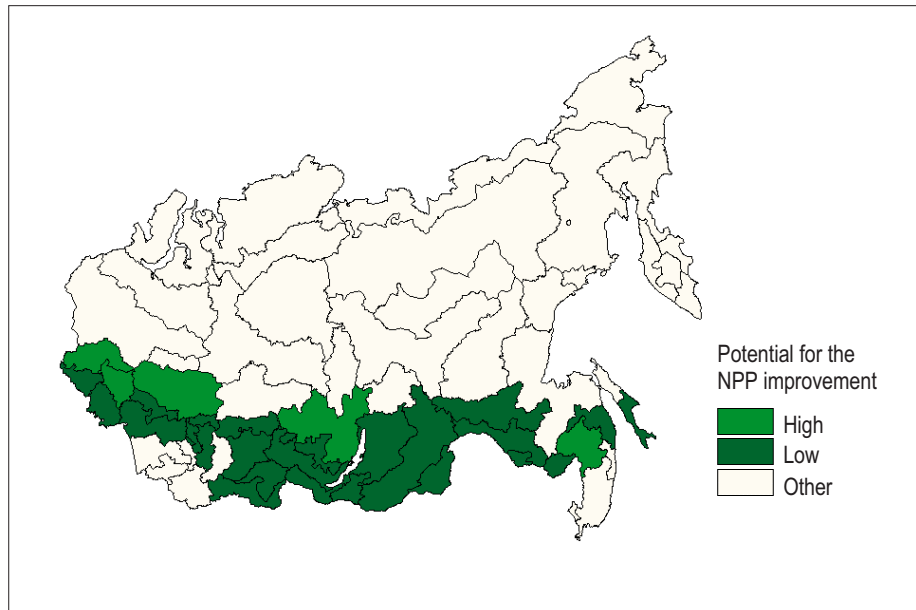 Potential for the
NPP improvement
High
Low
Other